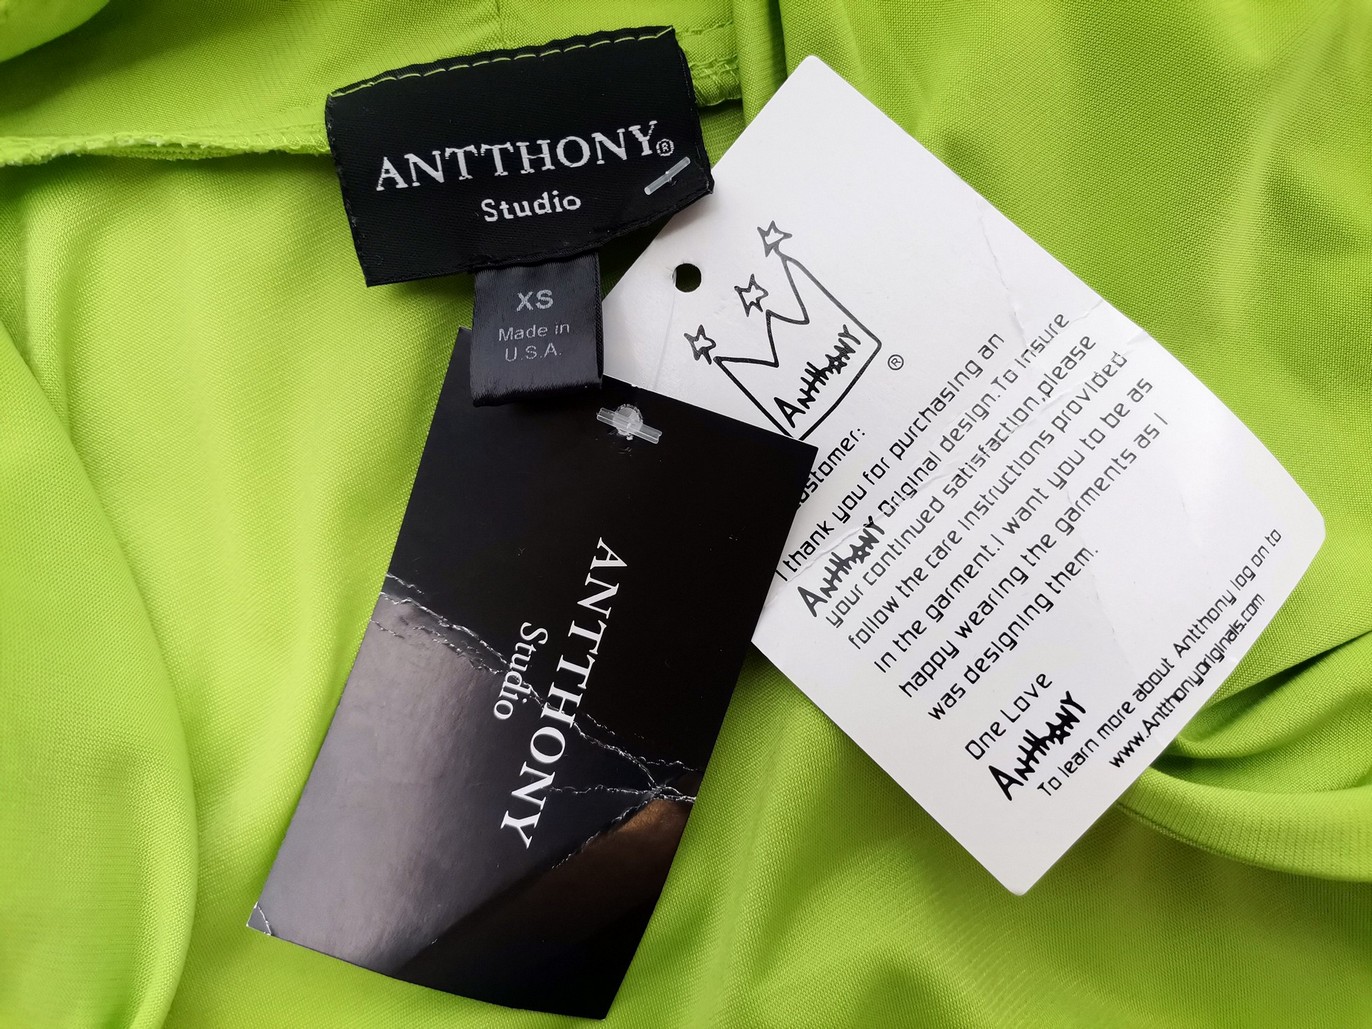 ANTTHONY®
Studio
XS
Made in
U.S.A.
ANTTHONY
Studio
AntthONY
®
I thank you for purchasing an
AntthONY Original design. To Insure
your continued satisfaction, please
follow the care instructions provided
in the garment. I want you to be as
happy wearing the garments as I
was designing them.
One Love
AntthONY
To learn more about Antthony log on to
www.Antthonyoriginals.com